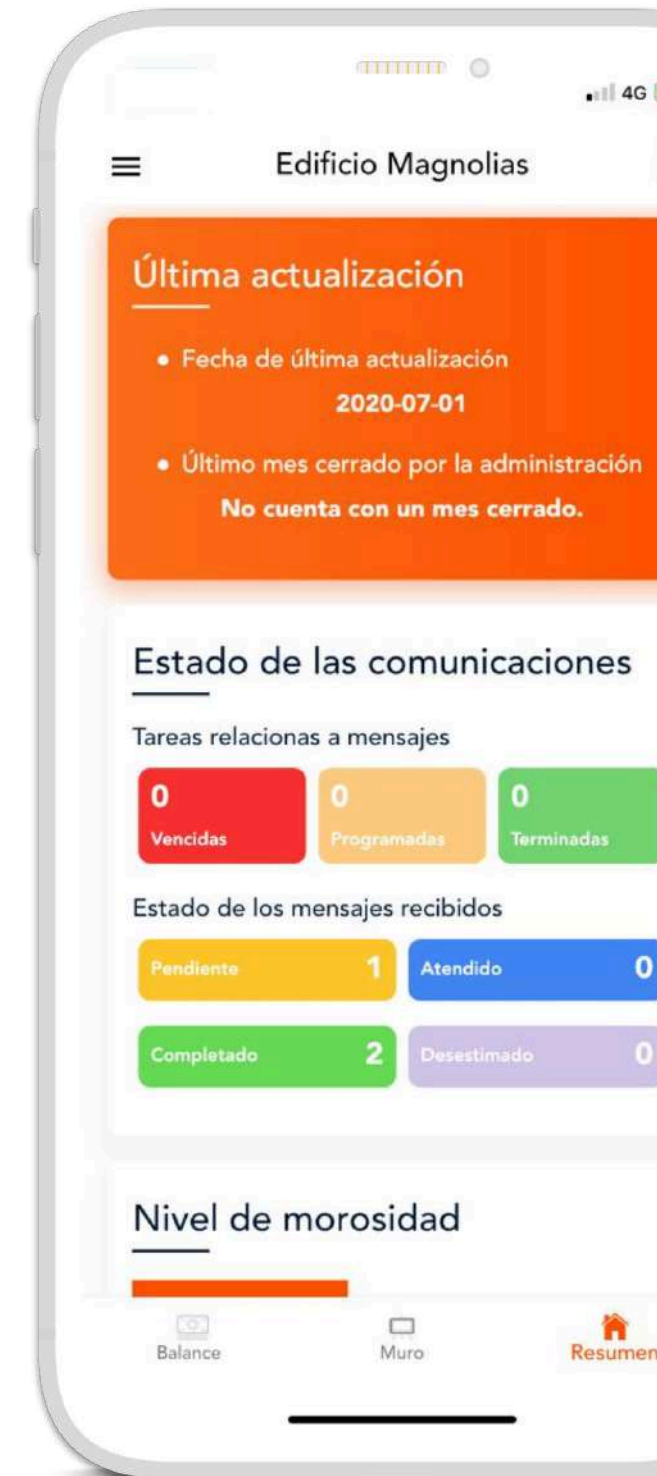 4G
Edificio Magnolias
Última actualización
• Fecha de última actualización
2020-07-01
• Último mes cerrado por la administración
No cuenta con un mes cerrado.
Estado de las comunicaciones
Tareas relacionas a mensajes
0 0 0
Vencidas Programadas Terminadas
Estado de los mensajes recibidos
Pendiente 1 Atendido 0
Completado 2 Desestimado 0
Nivel de morosidad
Balance Muro Resumen